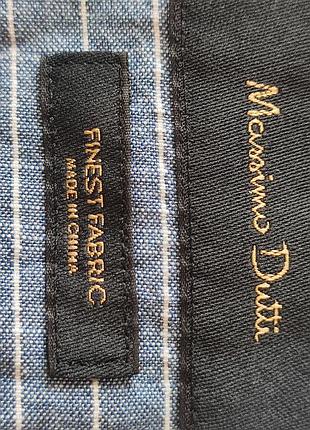 Massimo Dutti
FINEST FABRIC
MADE IN CHINA